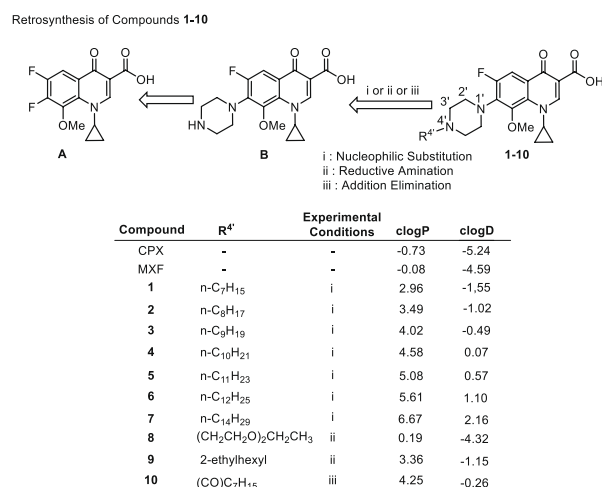 Retrosynthesis of Compounds 1-10
O O
F OH
F N
OMe
A
O O
F OH
N N
HN OMe
B
i or ii or iii
O O
F OH
2' 1'
3' N N
4' N OMe
R4'
1-10
i : Nucleophilic Substitution
ii : Reductive Amination
iii : Addition Elimination
Compound R4' Experimental Conditions clogP clogD
CPX - - -0.73 -5.24
MXF - - -0.08 -4.59
1 n-C7H15 i 2.96 -1,55
2 n-C8H17 i 3.49 -1.02
3 n-C9H19 i 4.02 -0.49
4 n-C10H21 i 4.58 0.07
5 n-C11H23 i 5.08 0.57
6 n-C12H25 i 5.61 1.10
7 n-C14H29 i 6.67 2.16
8 (CH2CH2O)2CH2CH3 ii 0.19 -4.32
9 2-ethylhexyl ii 3.36 -1.15
10 (CO)C7H15 iii 4.25 -0.26